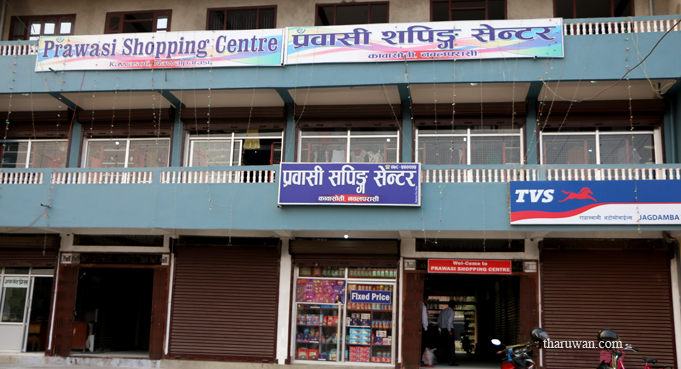 Prawasi Shopping Centre
प्रवासी शपिङ्ग सेन्टर
कावासोती, नवलपरासी
प्रवासी सपिङ्ग सेन्टर
कावासोती, नवलपरासी
TVS
JAGDAMBA
Wel-Come to
PRAWASI SHOPPING CENTRE
Fixed Price
tharuwan.com